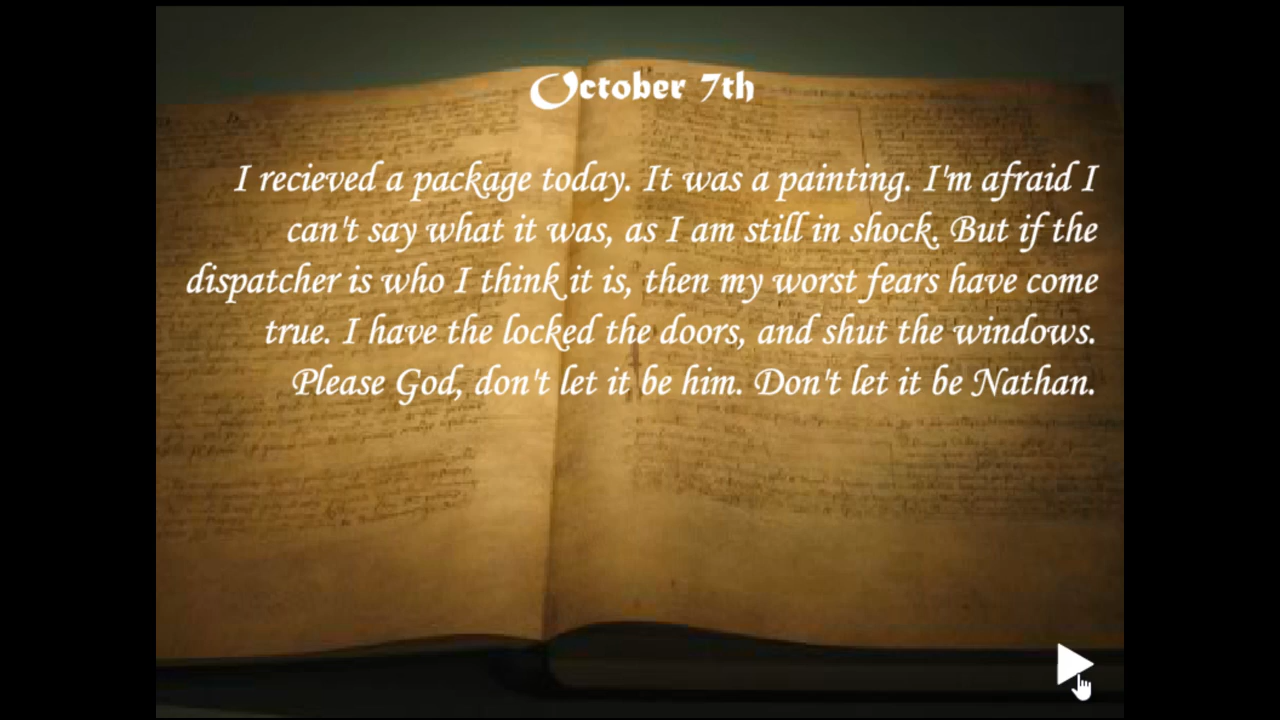 October 7th
I recieved a package today. It was a painting. I'm afraid I
can't say what it was, as I am still in shock. But if the
dispatcher is who I think it is, then my worst fears have come
true. I have the locked the doors, and shut the windows.
Please God, don't let it be him. Don't let it be Nathan.